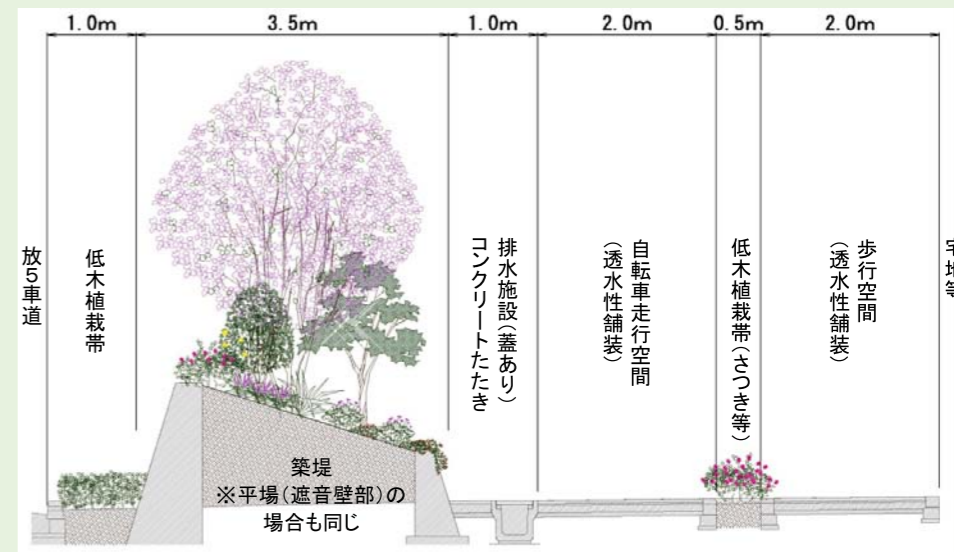 1.0m
3.5m
1.0m
2.0m
0.5m
2.0m
放5車道
低木植栽帯
排水施設(蓋あり)
コンクリートたたき
自転車走行空間
(透水性舗装)
低木植栽帯(さつき等)
歩行空間
(透水性舗装)
宅地等
築堤
※平場(遮音壁部)の
場合も同じ